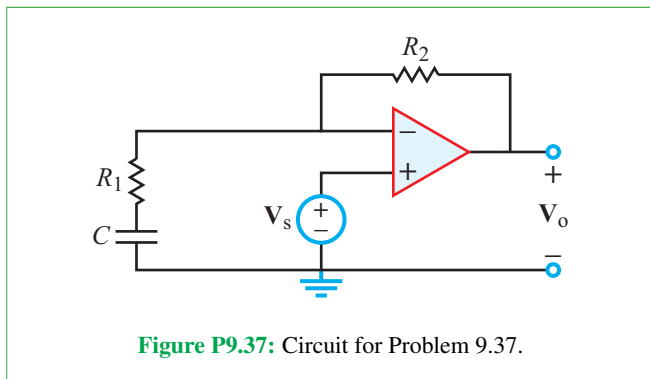 R2
−
+
R1
Vs
+
−
+
Vo
−
C
Figure P9.37: Circuit for Problem 9.37.